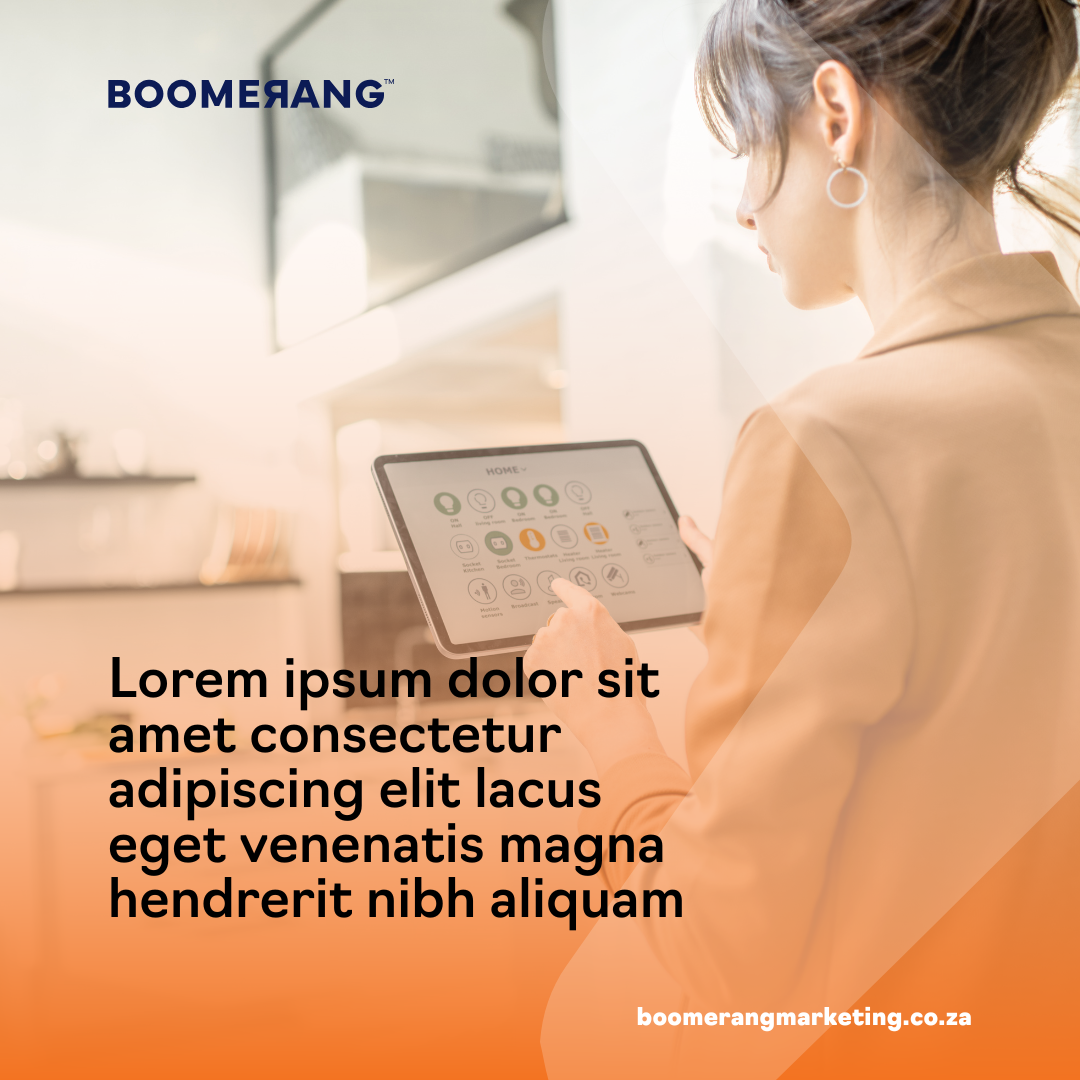 BOOMERANG™
HOME
Lorem ipsum dolor sit
amet consectetur
adipiscing elit lacus
eget venenatis magna
hendrerit nibh aliquam
boomerangmarketing.co.za